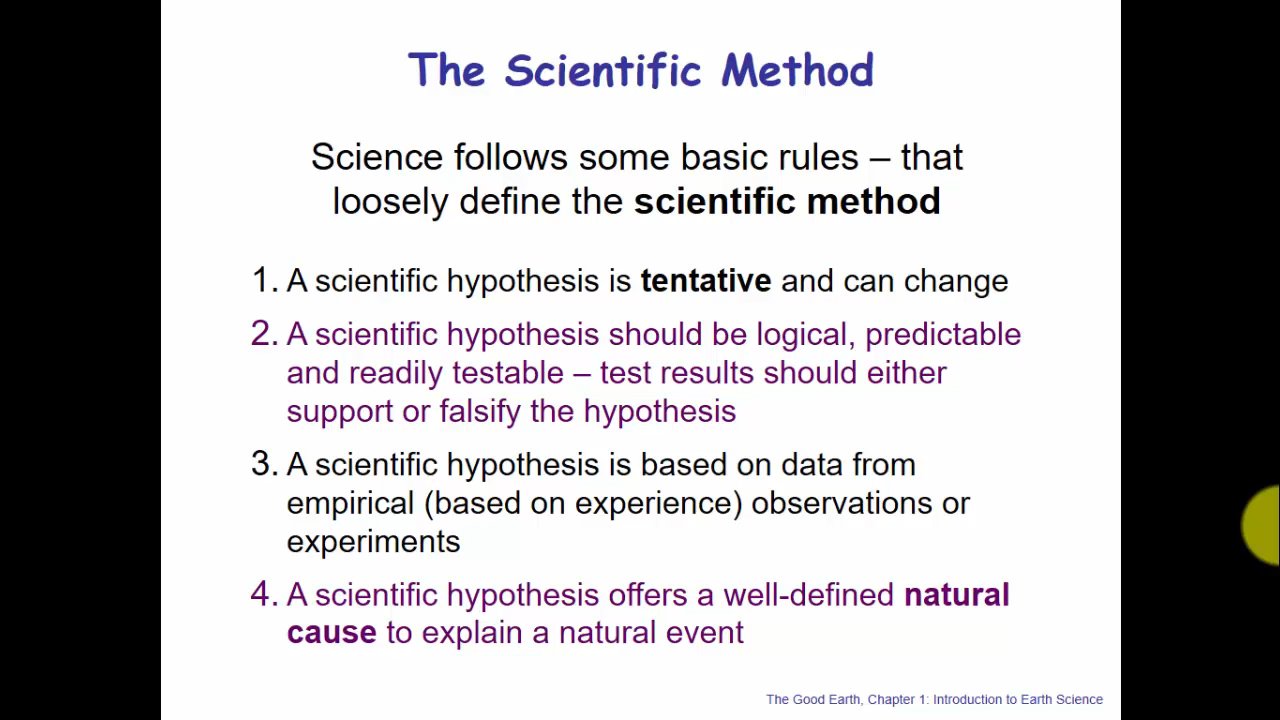 The Scientific Method
Science follows some basic rules – that
loosely define the scientific method
1. A scientific hypothesis is tentative and can change
2. A scientific hypothesis should be logical, predictable
and readily testable – test results should either
support or falsify the hypothesis
3. A scientific hypothesis is based on data from
empirical (based on experience) observations or
experiments
4. A scientific hypothesis offers a well-defined natural
cause to explain a natural event
The Good Earth, Chapter 1: Introduction to Earth Science